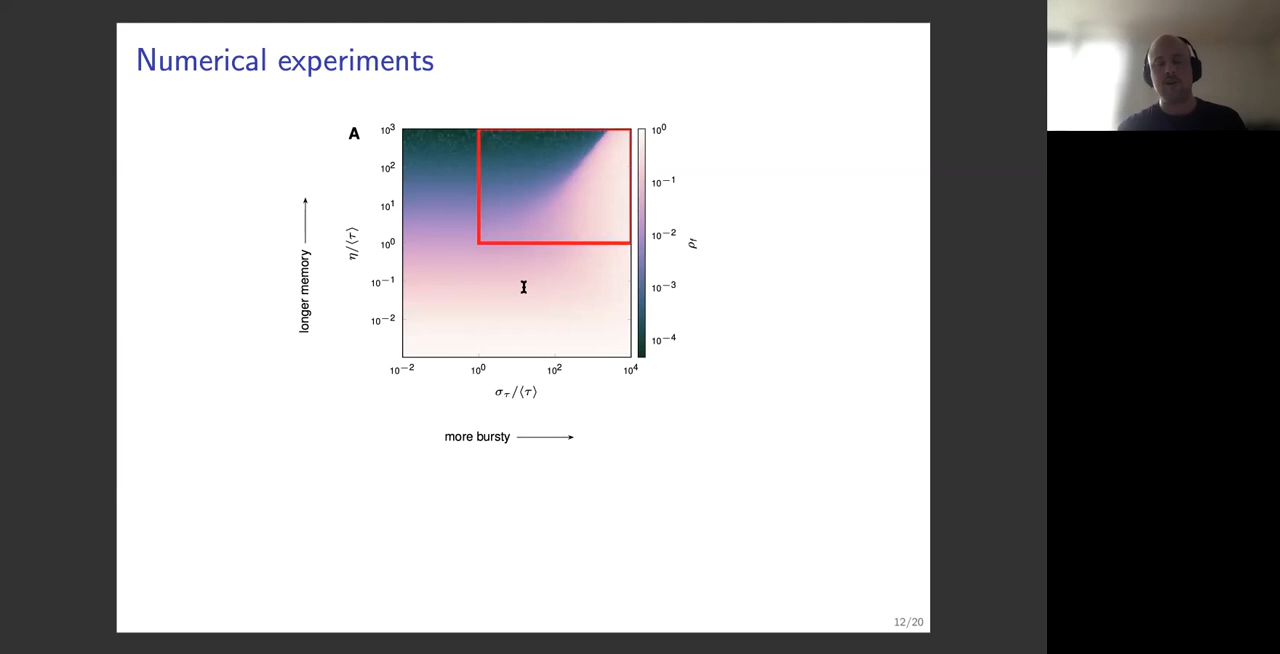 Numerical experiments
A
longer memory
η/⟨τ⟩
10³
10²
10¹
10⁰
10⁻¹
10⁻²
10⁻²
10⁰
10²
10⁴
σ_τ/⟨τ⟩
more bursty
10⁰
10⁻¹
10⁻²
10⁻³
10⁻⁴
ρ_f
12/20